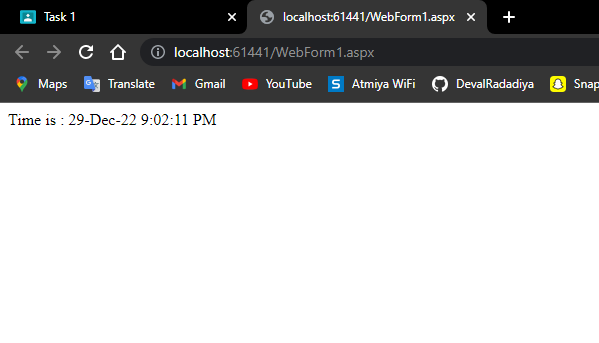 Task 1
localhost:61441/WebForm1.aspx
localhost:61441/WebForm1.aspx
Maps Translate Gmail YouTube Atmiya WiFi DevalRadadiya Snap
Time is : 29-Dec-22 9:02:11 PM